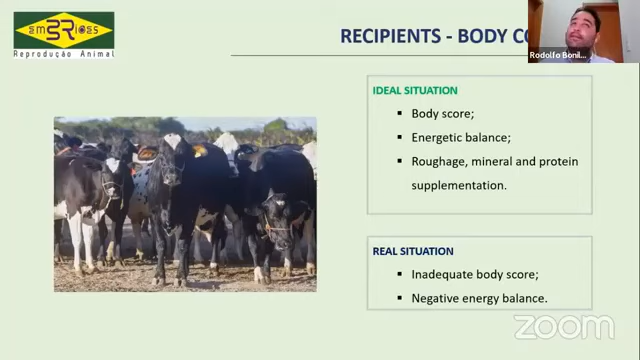 EMBRIÕES
Reprodução Animal
RECIPIENTS - BODY
Rodolfo Bonil...
IDEAL SITUATION
▪ Body score;
▪ Energetic balance;
▪ Roughage, mineral and protein
supplementation.
REAL SITUATION
▪ Inadequate body score;
▪ Negative energy balance.
zoom